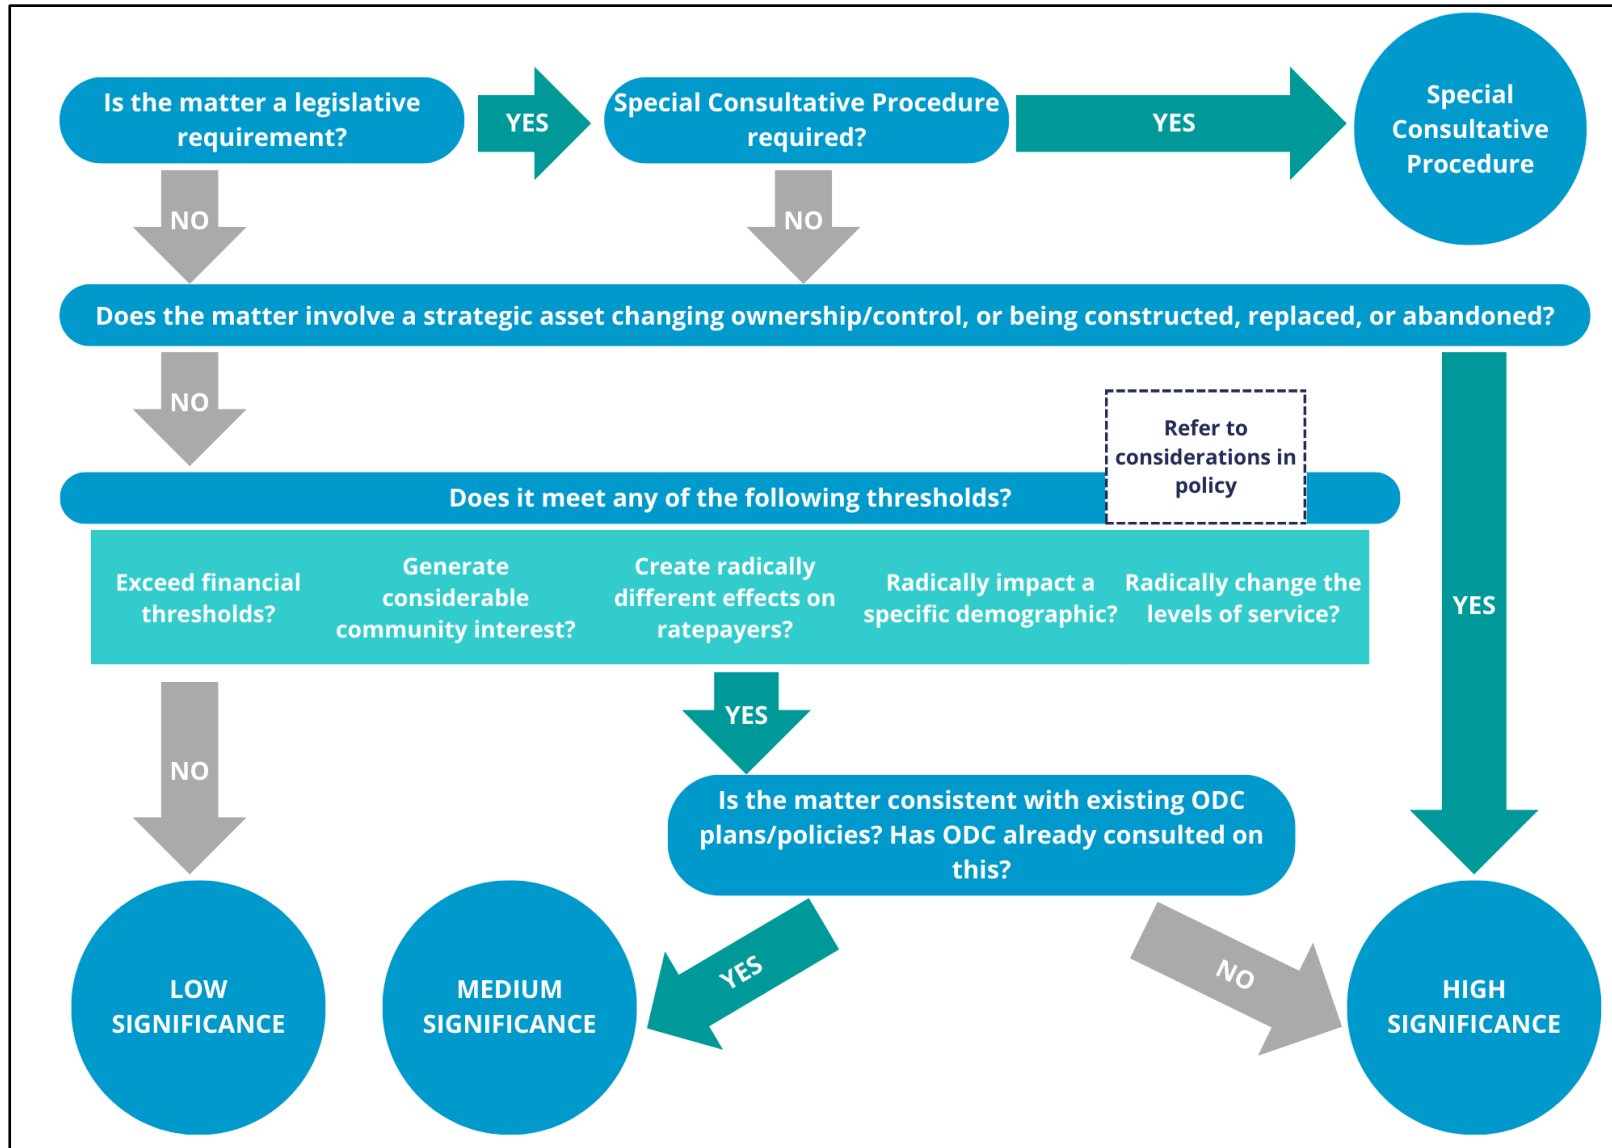 Is the matter a legislative
requirement?
YES
Special Consultative Procedure
required?
YES
Special
Consultative
Procedure
NO
NO
Does the matter involve a strategic asset changing ownership/control, or being constructed, replaced, or abandoned?
NO
Refer to
considerations in
policy
Does it meet any of the following thresholds?
Exceed financial
thresholds?
Generate
considerable
community interest?
Create radically
different effects on
ratepayers?
Radically impact a
specific demographic?
Radically change the
levels of service?
YES
YES
NO
Is the matter consistent with existing ODC
plans/policies? Has ODC already consulted on
this?
YES
NO
LOW
SIGNIFICANCE
MEDIUM
SIGNIFICANCE
HIGH
SIGNIFICANCE